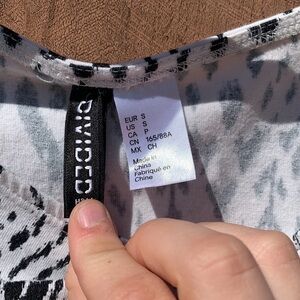 DIVIDED
EUR S
US S
CA P
CN 165/88A
MX CH
Made in
China
Fabriqué en
Chine